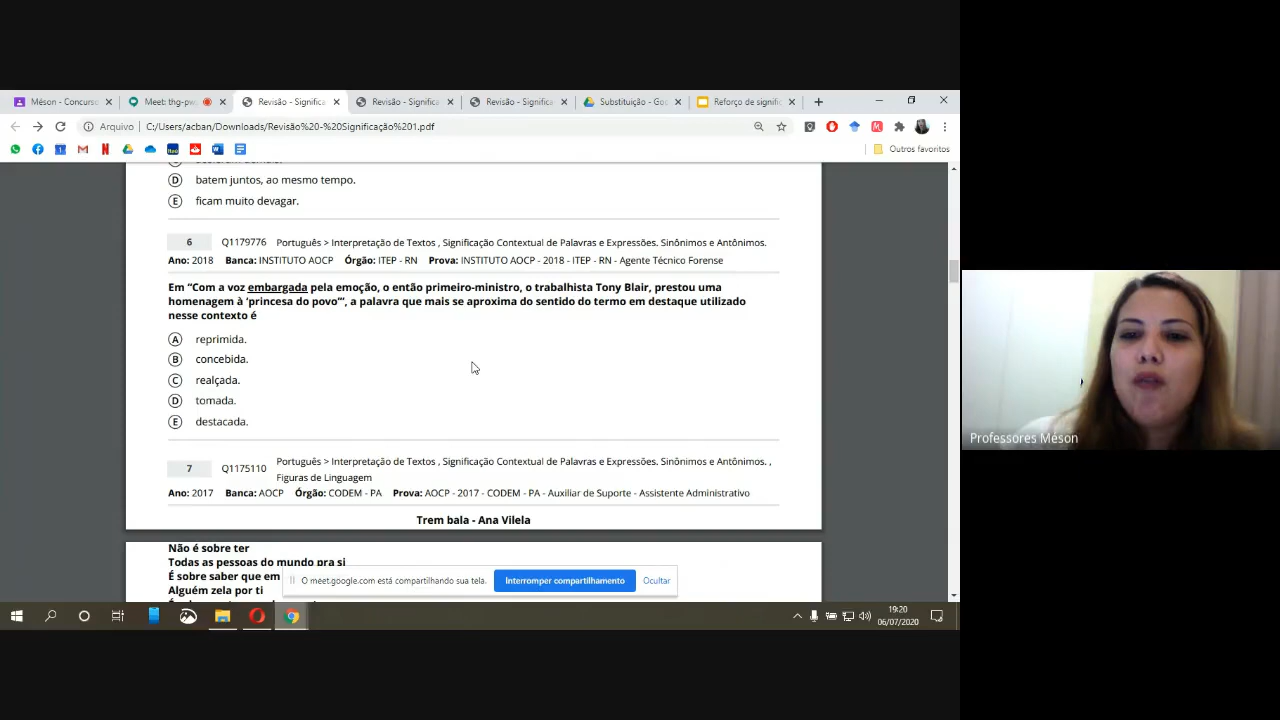 Méson - Concurso
Meet: thg-pw
Revisão - Significa
Revisão - Significa
Revisão - Significa
Substituição - Goo
Reforço de signific
Arquivo
C:/Users/acban/Downloads/Revisão%20-%20Significação%201.pdf
Outros favoritos
D batem juntos, ao mesmo tempo.
E ficam muito devagar.
6 Q1179776 Português > Interpretação de Textos , Significação Contextual de Palavras e Expressões. Sinônimos e Antônimos.
Ano: 2018 Banca: INSTITUTO AOCP Órgão: ITEP - RN Prova: INSTITUTO AOCP - 2018 - ITEP - RN - Agente Técnico Forense
Em “Com a voz embargada pela emoção, o então primeiro-ministro, o trabalhista Tony Blair, prestou uma
homenagem à ‘princesa do povo’”, a palavra que mais se aproxima do sentido do termo em destaque utilizado
nesse contexto é
A reprimida.
B concebida.
C realçada.
D tomada.
E destacada.
7 Q1175110 Português > Interpretação de Textos , Significação Contextual de Palavras e Expressões. Sinônimos e Antônimos. ,
Figuras de Linguagem
Ano: 2017 Banca: AOCP Órgão: CODEM - PA Prova: AOCP - 2017 - CODEM - PA - Auxiliar de Suporte - Assistente Administrativo
Trem bala - Ana Vilela
Não é sobre ter
Todas as pessoas do mundo pra si
É sobre saber que em
Alguém zela por ti
O meet.google.com está compartilhando sua tela.
Interromper compartilhamento
Ocultar
Professores Méson
19:20
06/07/2020